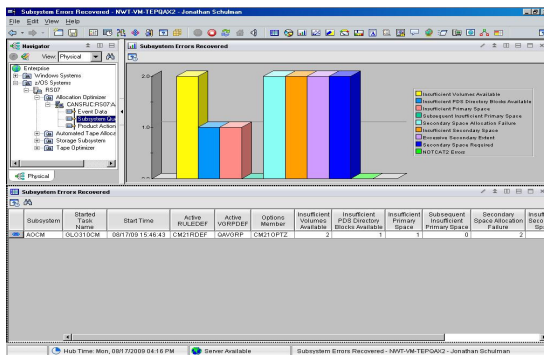 Subsystem Errors Recovered - NWT-VM-TEPQAX2 - Jonathan Schulman
File Edit View Help
Navigator
View: Physical
Enterprise
Windows Systems
z/OS Systems
RS07
Allocation Optimizer
Event Data
Product Action
Automated Tape Alloca
Storage Subsystem
Tape Optimizer
Physical
Subsystem Errors Recovered
2.0
1.0
Insufficient Volumes Available
Insufficient PDS Directory Blocks Available
Insufficient Primary Space
Subsequent Insufficient Primary Space
Secondary Space Allocation Failure
Insufficient Secondary Space
Excessive Secondary Extent
Secondary Space Required
NOTCAT2 Error
Subsystem Errors Recovered
Subsystem
Started Task Name
Start Time
Active RULEDEF
Active VGRPDEF
Options Member
Insufficient Volumes Available
Insufficient PDS Directory Blocks Available
Insufficient Primary Space
Subsequent Insufficient Primary Space
Secondary Space Allocation Failure
AOCM GLO310CM 08/17/09 15:46:43 CM21RDEF QAVGRP CM21OPTZ 2 1 1 0 2
Hub Time: Mon, 08/17/2009 04:16 PM
Server Available
Subsystem Errors Recovered - NWT-VM-TEPQAX2 - Jonathan Schulman